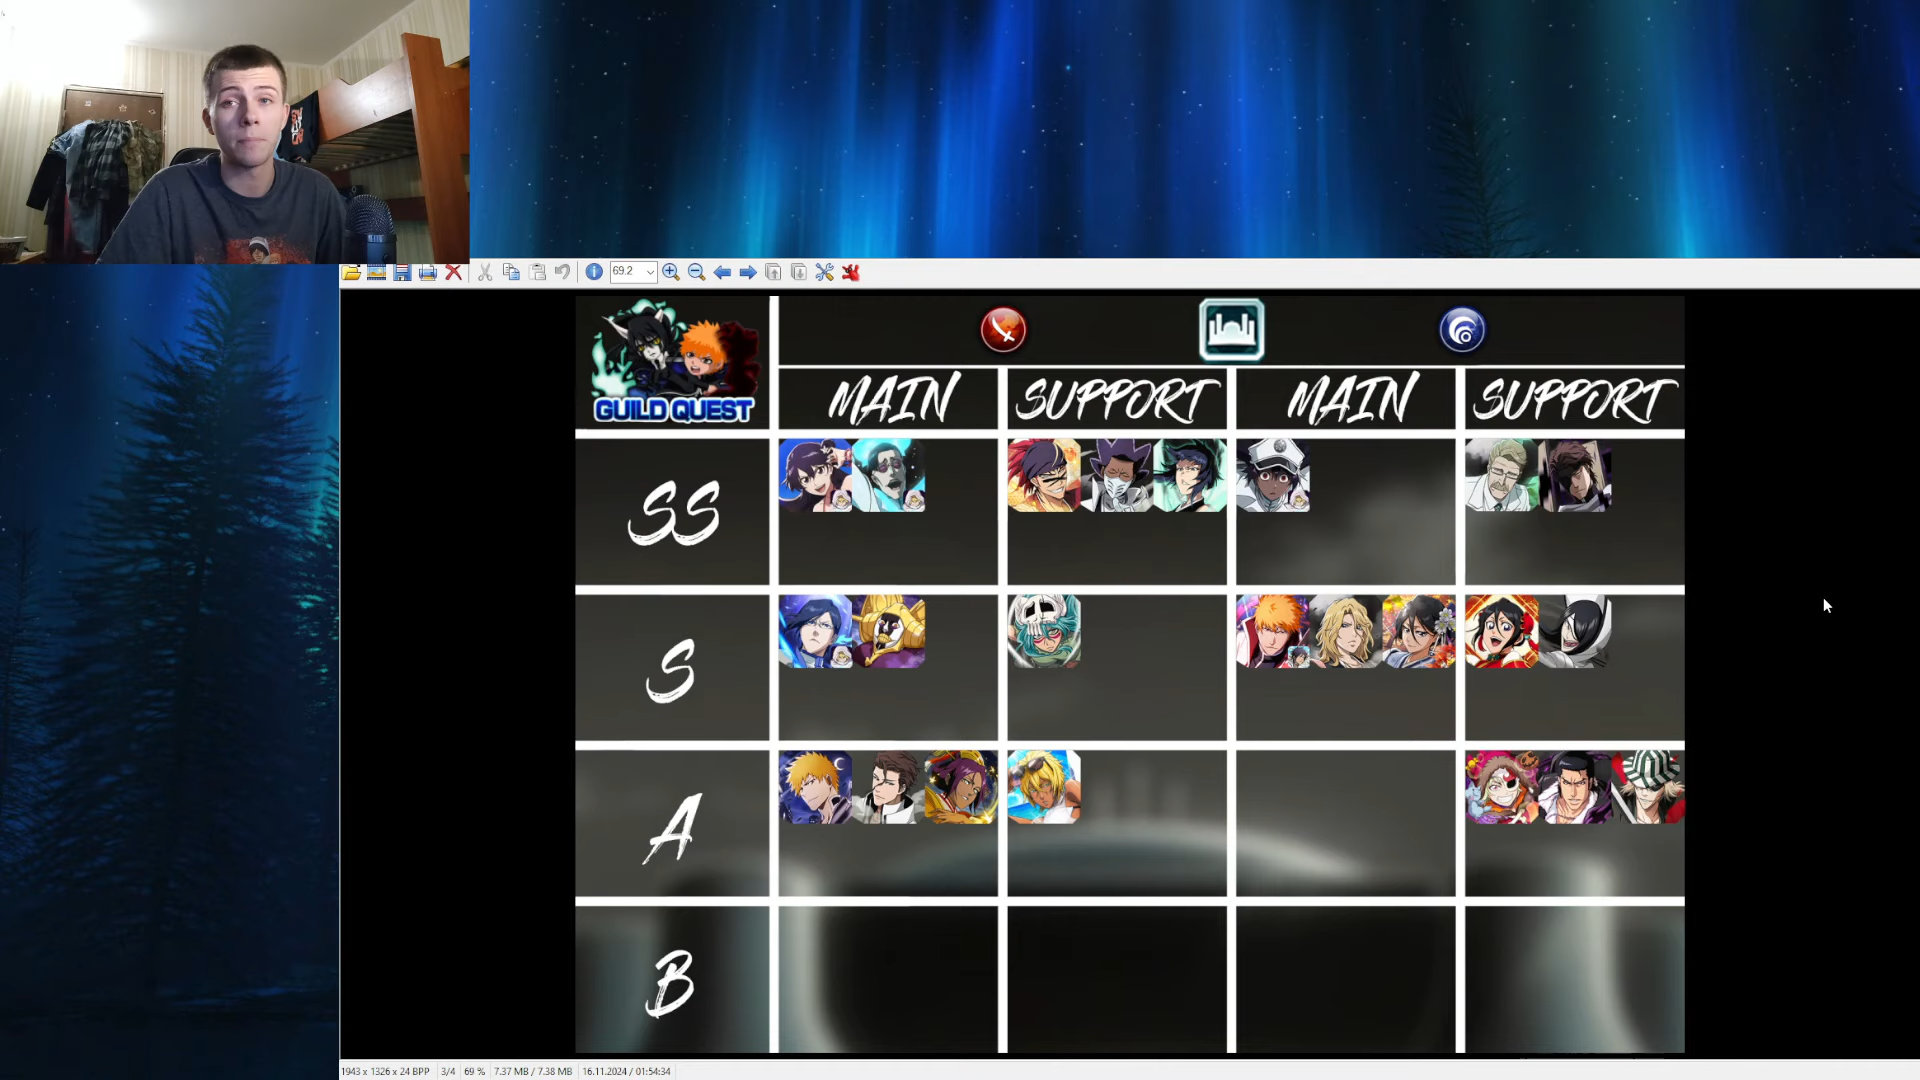 69.2
GUILD QUEST
MAIN SUPPORT MAIN SUPPORT
SS
S
A
B
1943 x 1326 x 24 BPP 3/4 69 % 7.37 MB / 7.38 MB 16.11.2024 / 01:54:34